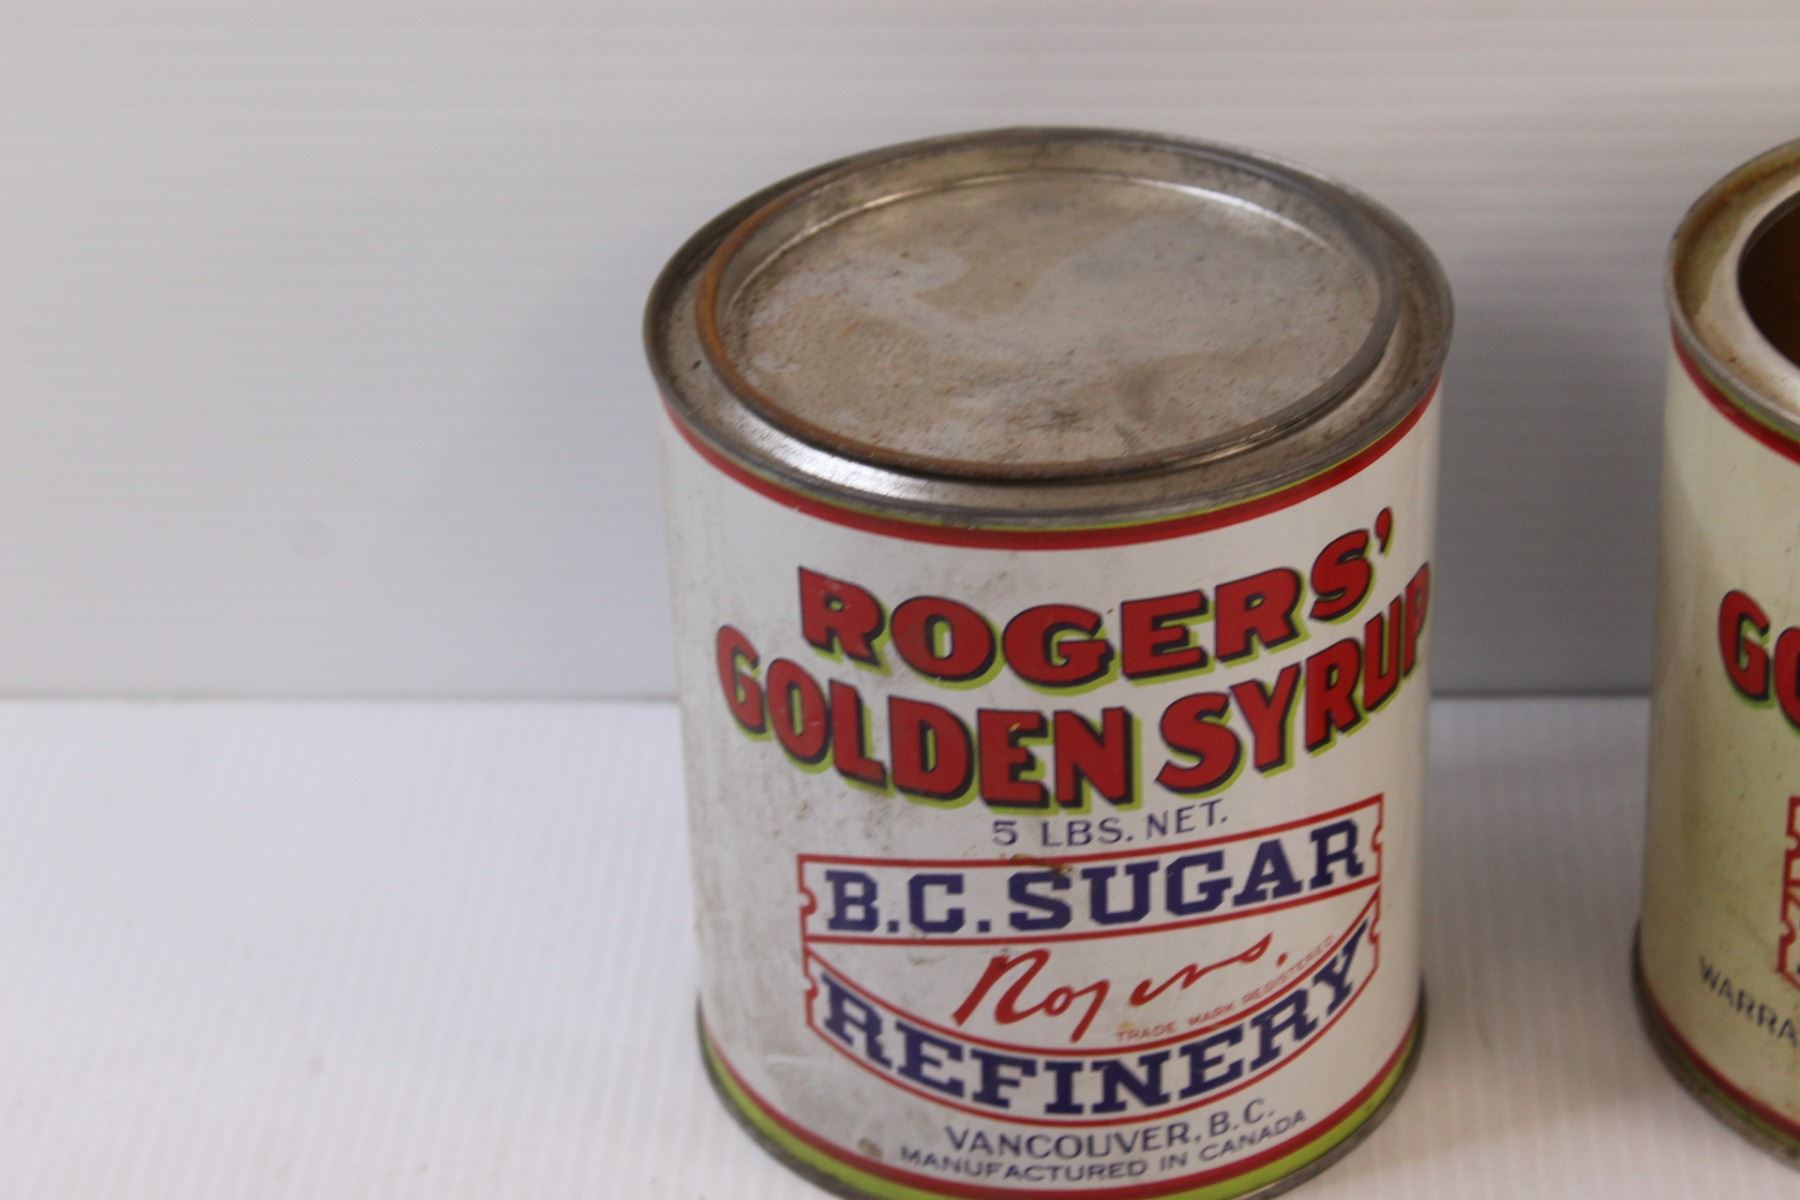 ROGERS'
GOLDEN SYRUP
5 LBS. NET.
B.C. SUGAR
Rogers.
TRADE MARK REGISTERED
REFINERY
VANCOUVER, B.C.
MANUFACTURED IN CANADA